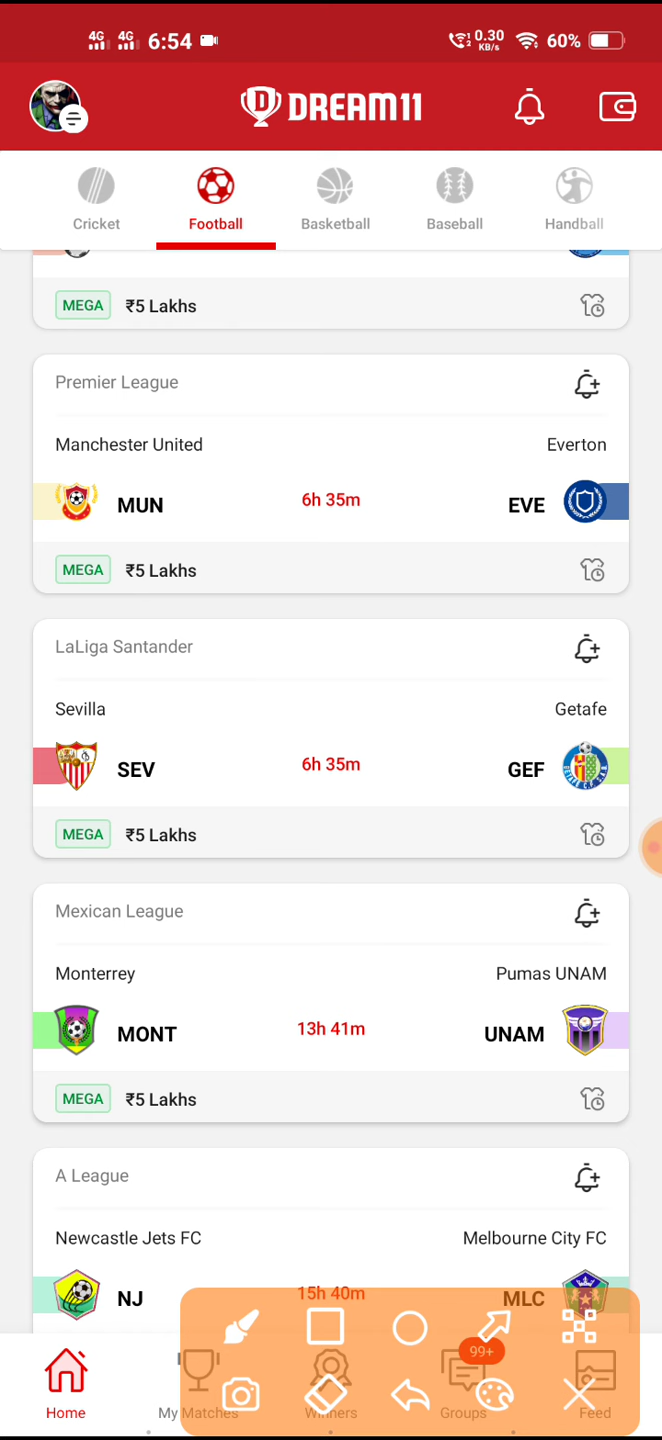 4G 4G 6:54 1 2 0.30 KB/s 60%
DREAM11
Cricket Football Basketball Baseball Handball
MEGA ₹5 Lakhs
Premier League
Manchester United Everton
MUN 6h 35m EVE
MEGA ₹5 Lakhs
LaLiga Santander
Sevilla Getafe
SEV 6h 35m GEF
MEGA ₹5 Lakhs
Mexican League
Monterrey Pumas UNAM
MONT 13h 41m UNAM
MEGA ₹5 Lakhs
A League
Newcastle Jets FC Melbourne City FC
NJ 15h 40m MLC
99+
Home My Matches Winners Groups Feed